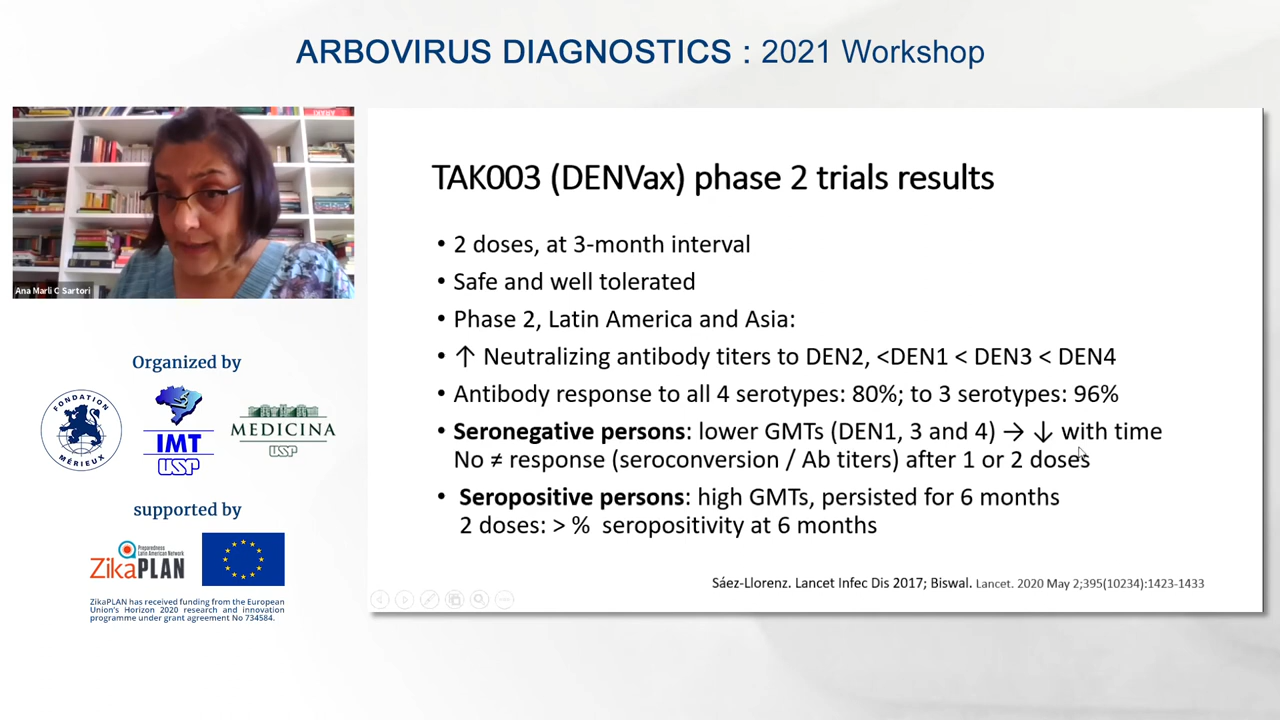 ARBOVIRUS DIAGNOSTICS : 2021 Workshop
Ana Marli C Sartori
TAK003 (DENVax) phase 2 trials results
• 2 doses, at 3-month interval
• Safe and well tolerated
• Phase 2, Latin America and Asia:
• ↑ Neutralizing antibody titers to DEN2, <DEN1 < DEN3 < DEN4
• Antibody response to all 4 serotypes: 80%; to 3 serotypes: 96%
• Seronegative persons: lower GMTs (DEN1, 3 and 4) → ↓ with time
No ≠ response (seroconversion / Ab titers) after 1 or 2 doses
• Seropositive persons: high GMTs, persisted for 6 months
2 doses: > % seropositivity at 6 months
Sáez-Llorenz. Lancet Infec Dis 2017; Biswal. Lancet. 2020 May 2;395(10234):1423-1433
Organized by
FONDATION
MÉRIEUX
IMT
USP
MEDICINA
USP
supported by
Preparedness
Latin American Network
ZikaPLAN
ZikaPLAN has received funding from the European
Union's Horizon 2020 research and innovation
programme under grant agreement No 734584.